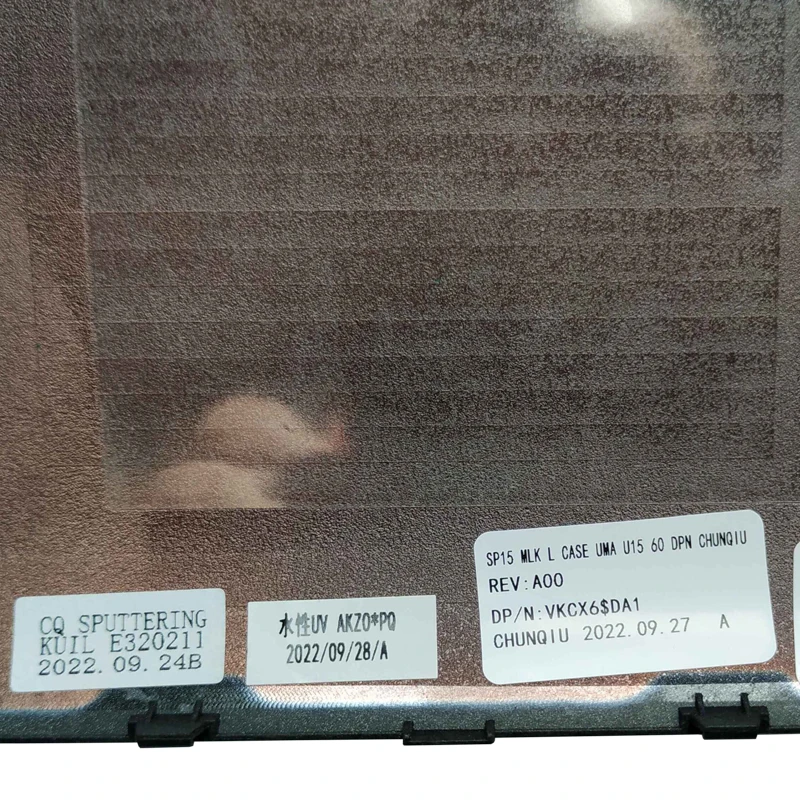 CQ SPUTTERING
KUIL E320211
2022.09.24B
水性UV AKZO*PQ
2022/09/28/A
SP15 MLK L CASE UMA U15 60 DPN CHUNQIU
REV:A00
DP/N:VKCX6$DA1
CHUNQIU 2022.09.27 A